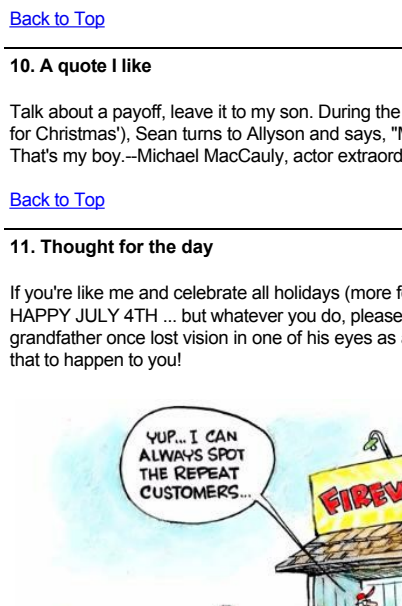 Back to Top
10. A quote I like
Talk about a payoff, leave it to my son. During the
for Christmas'), Sean turns to Allyson and says, "
That's my boy.--Michael MacCauly, actor
Back to Top
11. Thought for the day
If you're like me and celebrate all holidays (more
HAPPY JULY 4TH ... but whatever you do, please
grandfather once lost vision in one of his eyes as
that to happen to you!
YUP... I CAN
ALWAYS SPOT
THE REPEAT
CUSTOMERS...